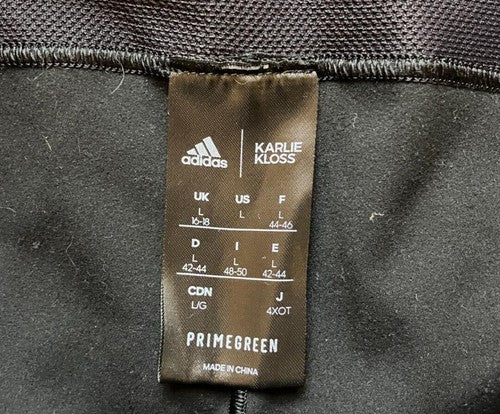 adidas KARLIE
KLOSS
UK US F
L L L
16-18 44-46
D I E
L L L
42-44 48-50 42-44
CDN J
L/G 4XOT
PRIMEGREEN
MADE IN CHINA